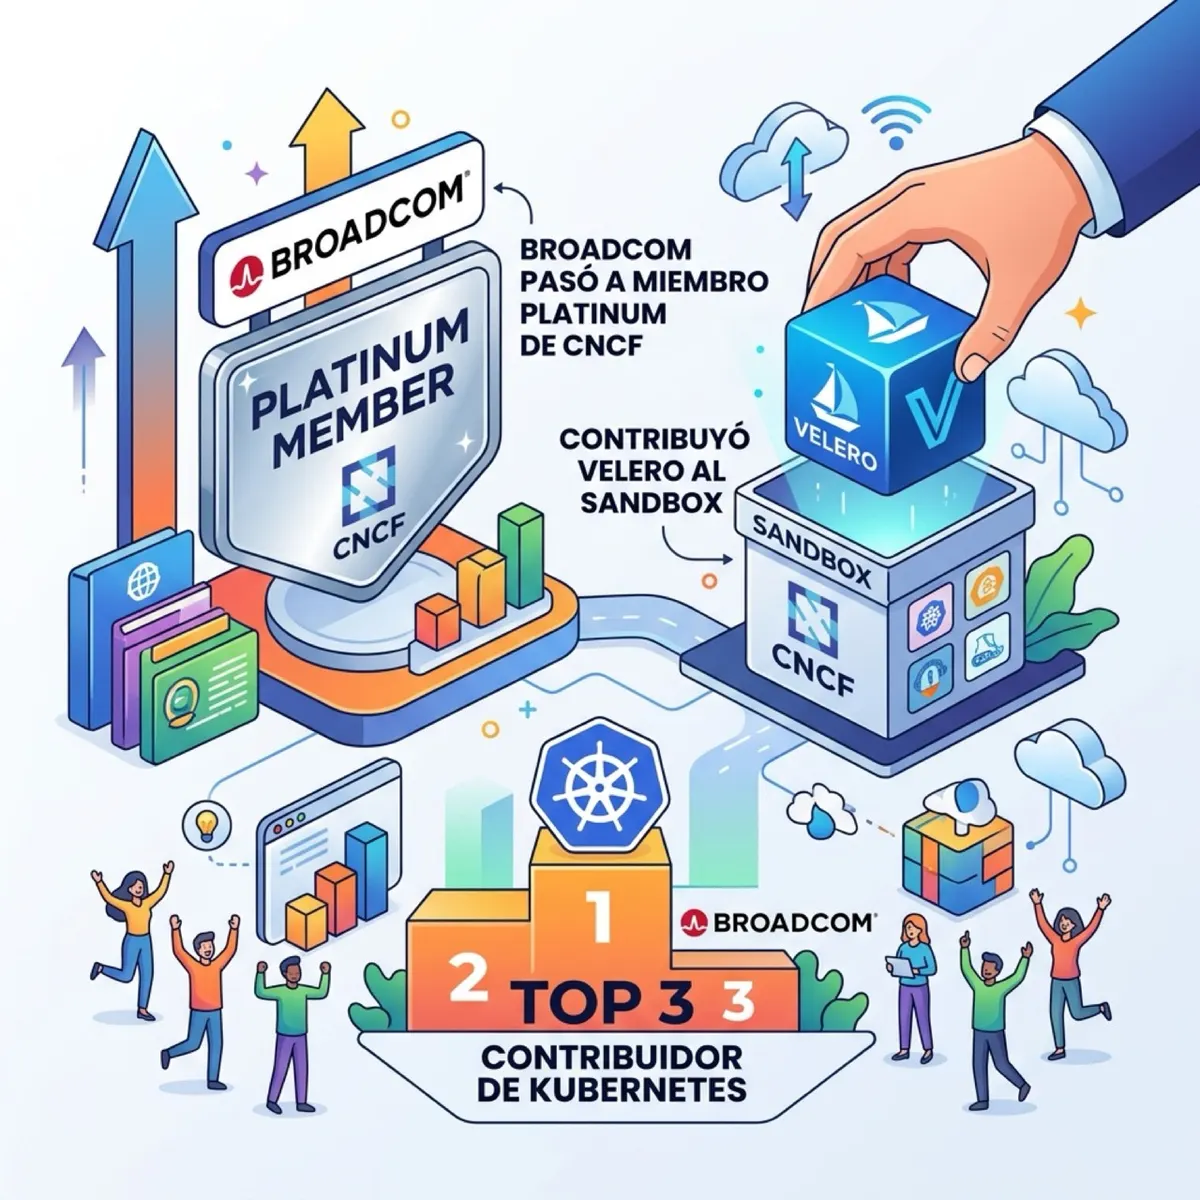 BROADCOM®
PLATINUM
MEMBER
CNCF
BROADCOM
PASÓ A MIEMBRO
PLATINUM
DE CNCF
CONTRIBUYÓ
VELERO AL
SANDBOX
VELERO
SANDBOX
CNCF
1
2
3
BROADCOM®
TOP 3
CONTRIBUIDOR
DE KUBERNETES